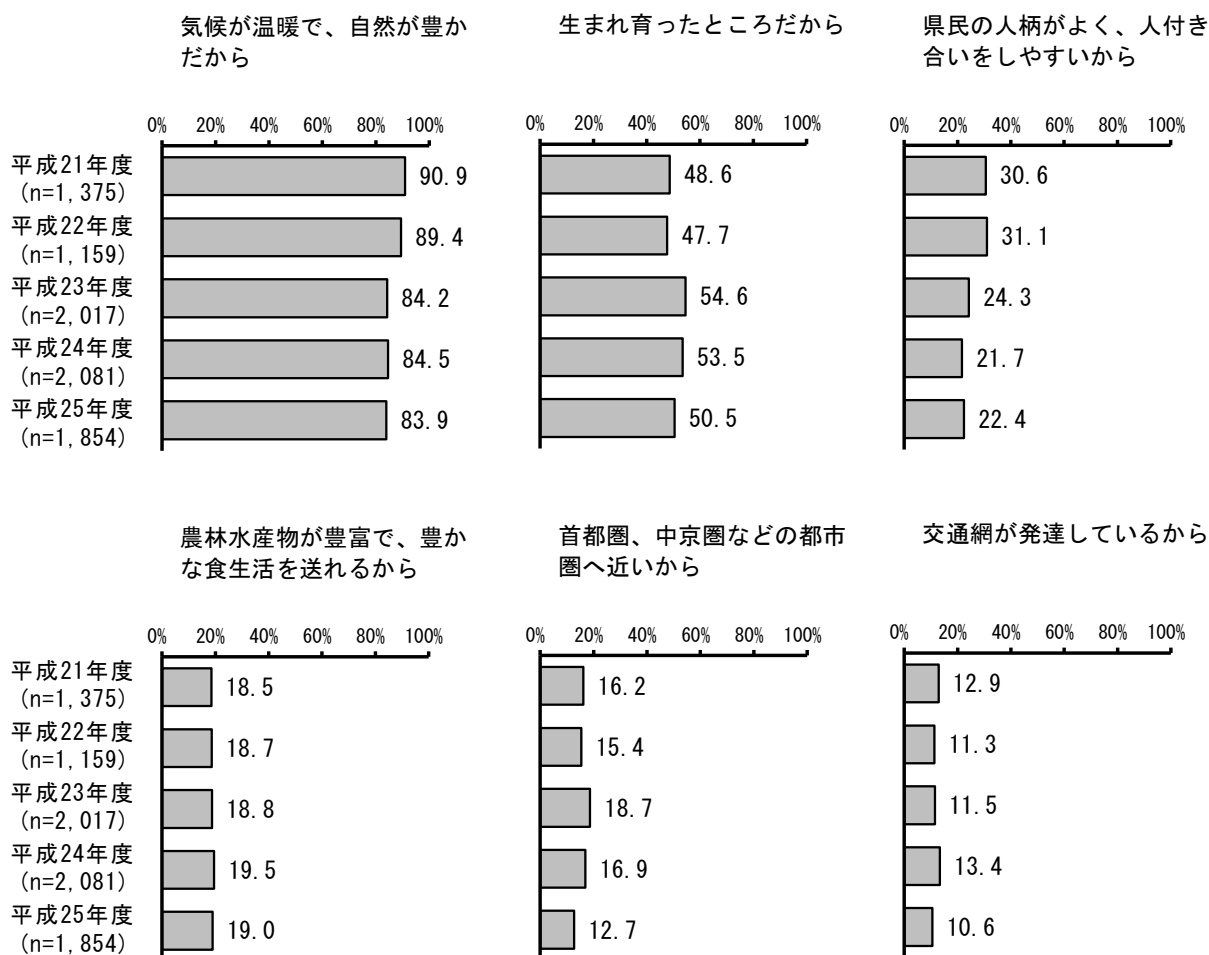 気候が温暖で、自然が豊か
だから
0% 20% 40% 60% 80% 100%
平成21年度
(n=1,375)
90.9
平成22年度
(n=1,159)
89.4
平成23年度
(n=2,017)
84.2
平成24年度
(n=2,081)
84.5
平成25年度
(n=1,854)
83.9
生まれ育ったところだから
0% 20% 40% 60% 80% 100%
48.6
47.7
54.6
53.5
50.5
県民の人柄がよく、人付き
合いをしやすいから
0% 20% 40% 60% 80% 100%
30.6
31.1
24.3
21.7
22.4
農林水産物が豊富で、豊か
な食生活を送れるから
0% 20% 40% 60% 80% 100%
平成21年度
(n=1,375)
18.5
平成22年度
(n=1,159)
18.7
平成23年度
(n=2,017)
18.8
平成24年度
(n=2,081)
19.5
平成25年度
(n=1,854)
19.0
首都圏、中京圏などの都市
圏へ近いから
0% 20% 40% 60% 80% 100%
16.2
15.4
18.7
16.9
12.7
交通網が発達しているから
0% 20% 40% 60% 80% 100%
12.9
11.3
11.5
13.4
10.6